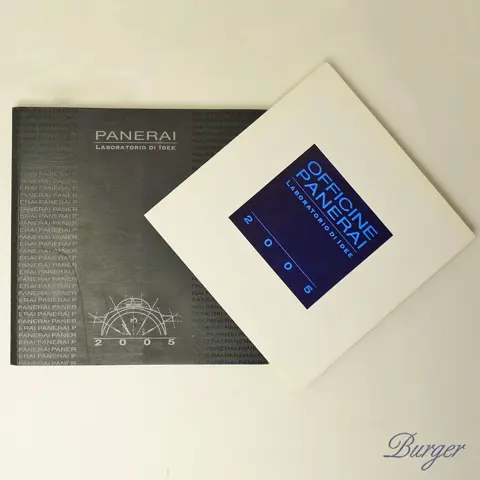 PANERAI
LABORATORIO DI IDEE
2005
OFFICINE
PANERAI
LABORATORIO DI IDEE
2005
Burger